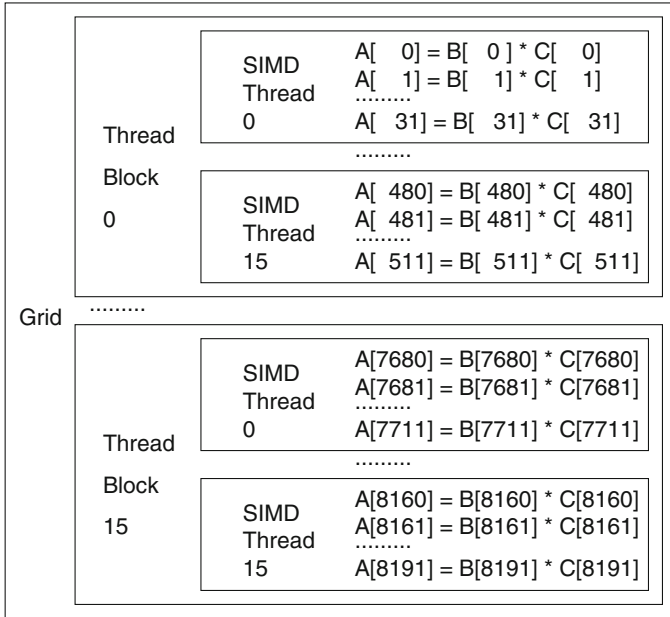 SIMD Thread 0
A[ 0] = B[ 0 ] * C[ 0]
A[ 1] = B[ 1] * C[ 1]
.........
A[ 31] = B[ 31] * C[ 31]
.........
Thread Block 0
SIMD Thread 15
A[ 480] = B[ 480] * C[ 480]
A[ 481] = B[ 481] * C[ 481]
.........
A[ 511] = B[ 511] * C[ 511]
Grid
.........
SIMD Thread 0
A[7680] = B[7680] * C[7680]
A[7681] = B[7681] * C[7681]
.........
A[7711] = B[7711] * C[7711]
.........
Thread Block 15
SIMD Thread 15
A[8160] = B[8160] * C[8160]
A[8161] = B[8161] * C[8161]
.........
A[8191] = B[8191] * C[8191]